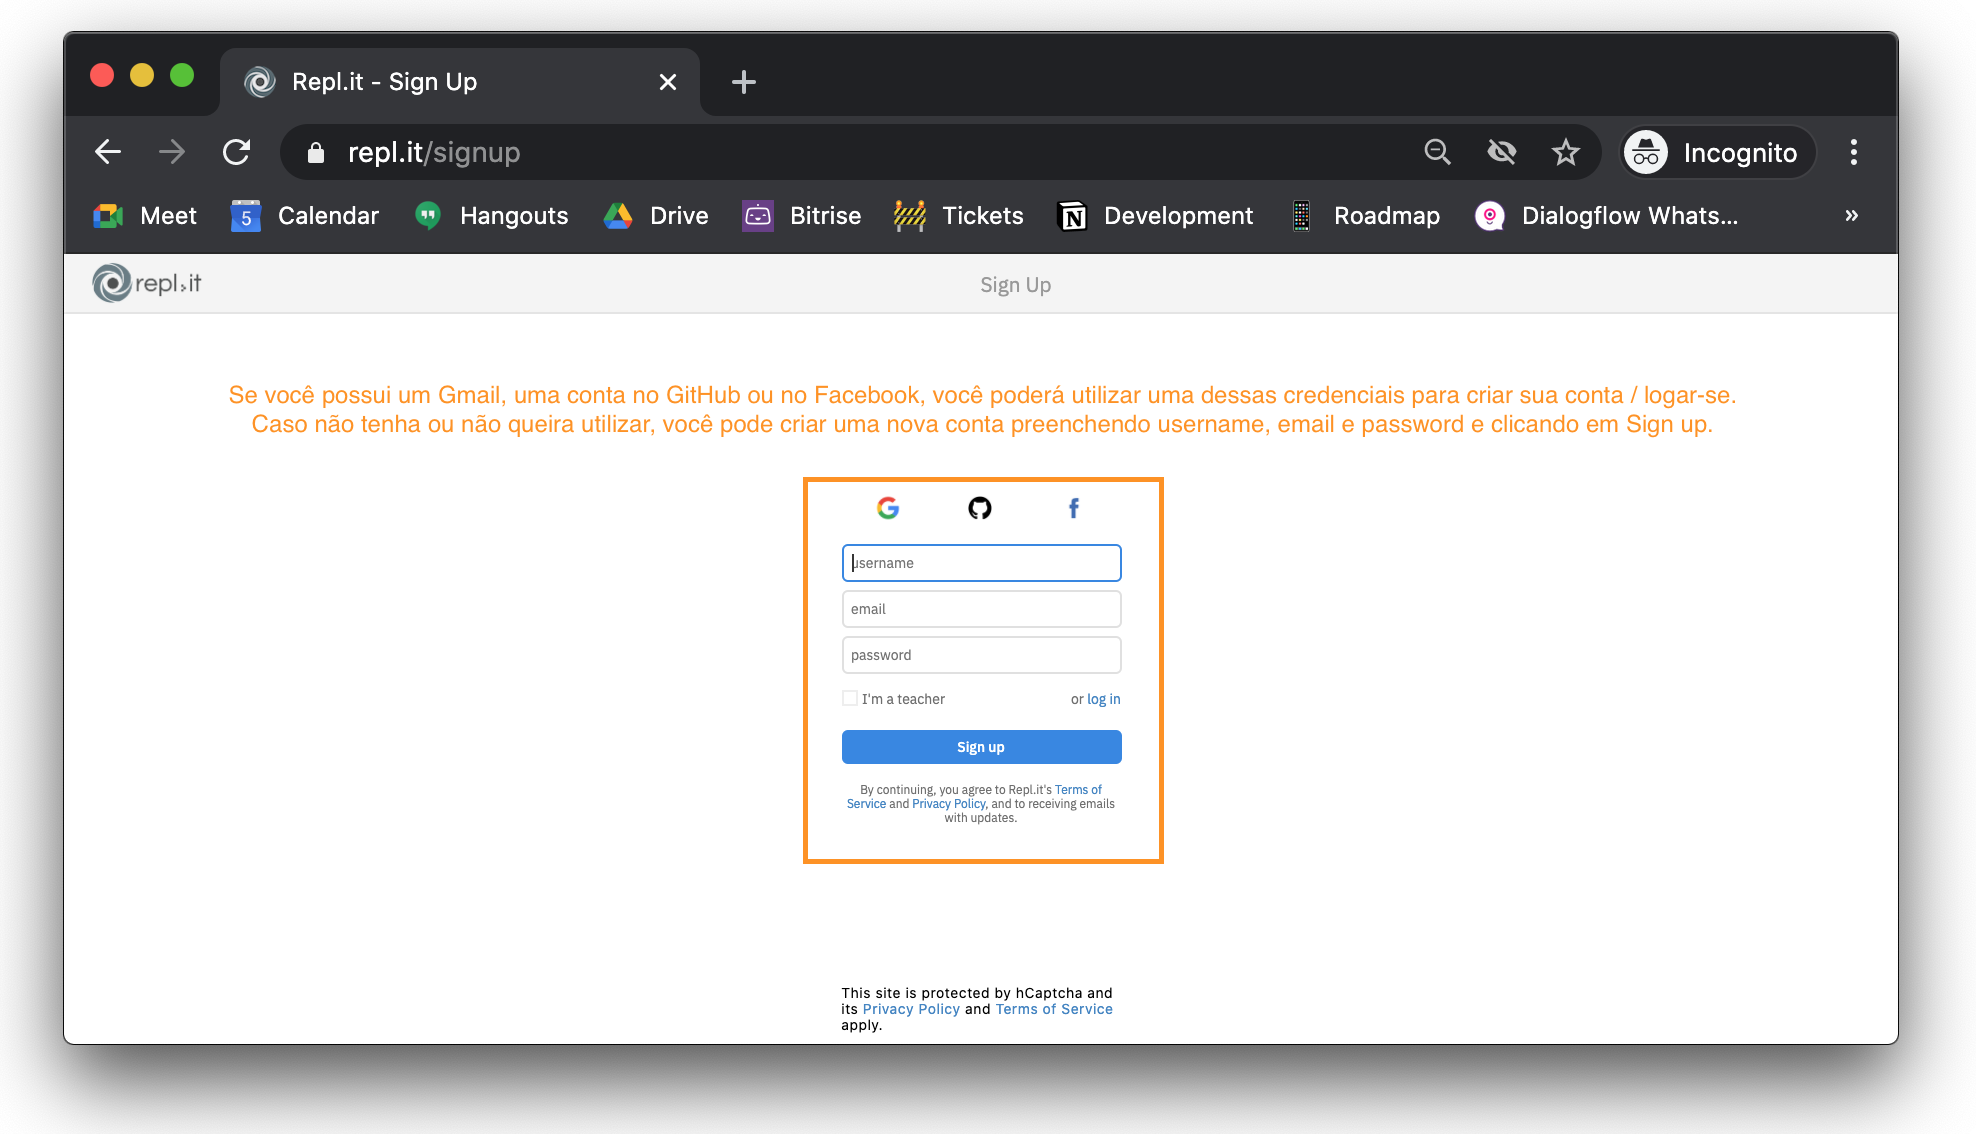 Repl.it - Sign Up
repl.it/signup
Incognito
Meet
5
Calendar
Hangouts
Drive
Bitrise
Tickets
Development
Roadmap
Dialogflow Whats...
»
repl.it
Sign Up
Se você possui um Gmail, uma conta no GitHub ou no Facebook, você poderá utilizar uma dessas credenciais para criar sua conta / logar-se.
Caso não tenha ou não queira utilizar, você pode criar uma nova conta preenchendo username, email e password e clicando em Sign up.
username
email
password
I'm a teacher
or log in
Sign up
By continuing, you agree to Repl.it's Terms of
Service and Privacy Policy, and to receiving emails
with updates.
This site is protected by hCaptcha and
its Privacy Policy and Terms of Service
apply.